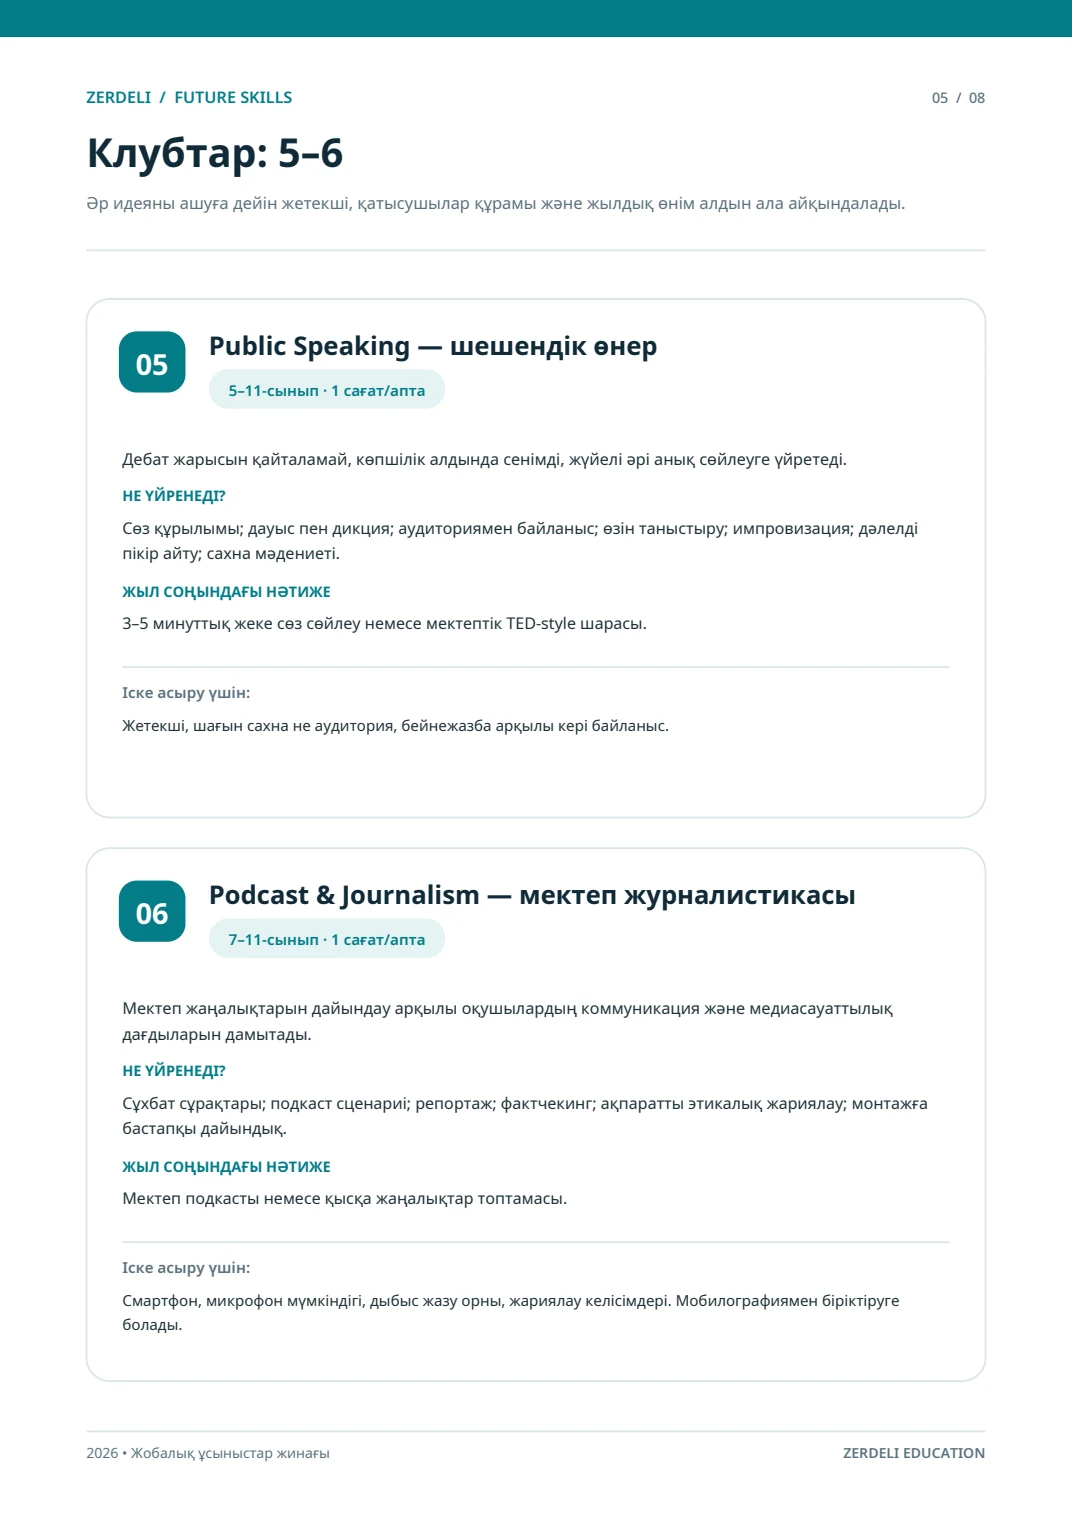 ZERDELI / FUTURE SKILLS
05 / 08
Клубтар: 5–6
Әр идеяны ашуға дейін жетекші, қатысушылар құрамы және жылдық өнім алдын ала айқындалады.
05
Public Speaking — шешендік өнер
5–11-сынып · 1 сағат/апта
Дебат жарысын қайталамай, көпшілік алдында сенімді, жүйелі әрі анық сөйлеуге үйретеді.
НЕ ҮЙРЕНЕДІ?
Сөз құрылымы; дауыс пен дикция; аудиториямен байланыс; өзін таныстыру; импровизация; дәлелді
пікір айту; сахна мәдениеті.
ЖЫЛ СОҢЫНДАҒЫ НӘТИЖЕ
3–5 минуттық жеке сөз сөйлеу немесе мектептік TED-style шарасы.
Іске асыру үшін:
Жетекші, шағын сахна не аудитория, бейнежазба арқылы кері байланыс.
06
Podcast & Journalism — мектеп журналистикасы
7–11-сынып · 1 сағат/апта
Мектеп жаңалықтарын дайындау арқылы оқушылардың коммуникация және медиасауаттылық
дағдыларын дамытады.
НЕ ҮЙРЕНЕДІ?
Сұхбат сұрақтары; подкаст сценарийі; репортаж; фактчекинг; ақпаратты этикалық жариялау; монтажға
бастапқы дайындық.
ЖЫЛ СОҢЫНДАҒЫ НӘТИЖЕ
Мектеп подкасты немесе қысқа жаңалықтар топтамасы.
Іске асыру үшін:
Смартфон, микрофон мүмкіндігі, дыбыс жазу орны, жариялау келісімдері. Мобилографиямен біріктіруге
болады.
2026 • Жобалық ұсыныстар жинағы
ZERDELI EDUCATION